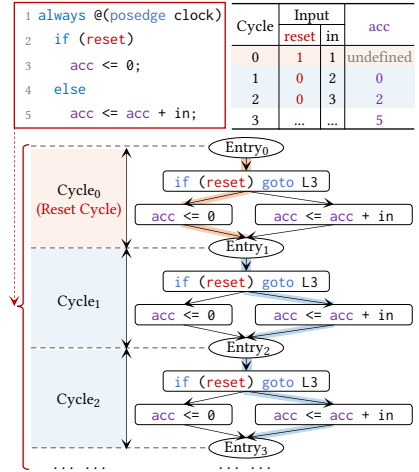 1 always @(posedge clock)
2 if (reset)
3 acc <= 0;
4 else
5 acc <= acc + in;
Cycle Input acc
reset in
0 1 1 undefined
1 0 2 0
2 0 3 2
3 ... ... 5
Entry0
Cycle0
(Reset Cycle)
if (reset) goto L3
acc <= 0 acc <= acc + in
Entry1
Cycle1
if (reset) goto L3
acc <= 0 acc <= acc + in
Entry2
Cycle2
if (reset) goto L3
acc <= 0 acc <= acc + in
Entry3
... ... ... ...